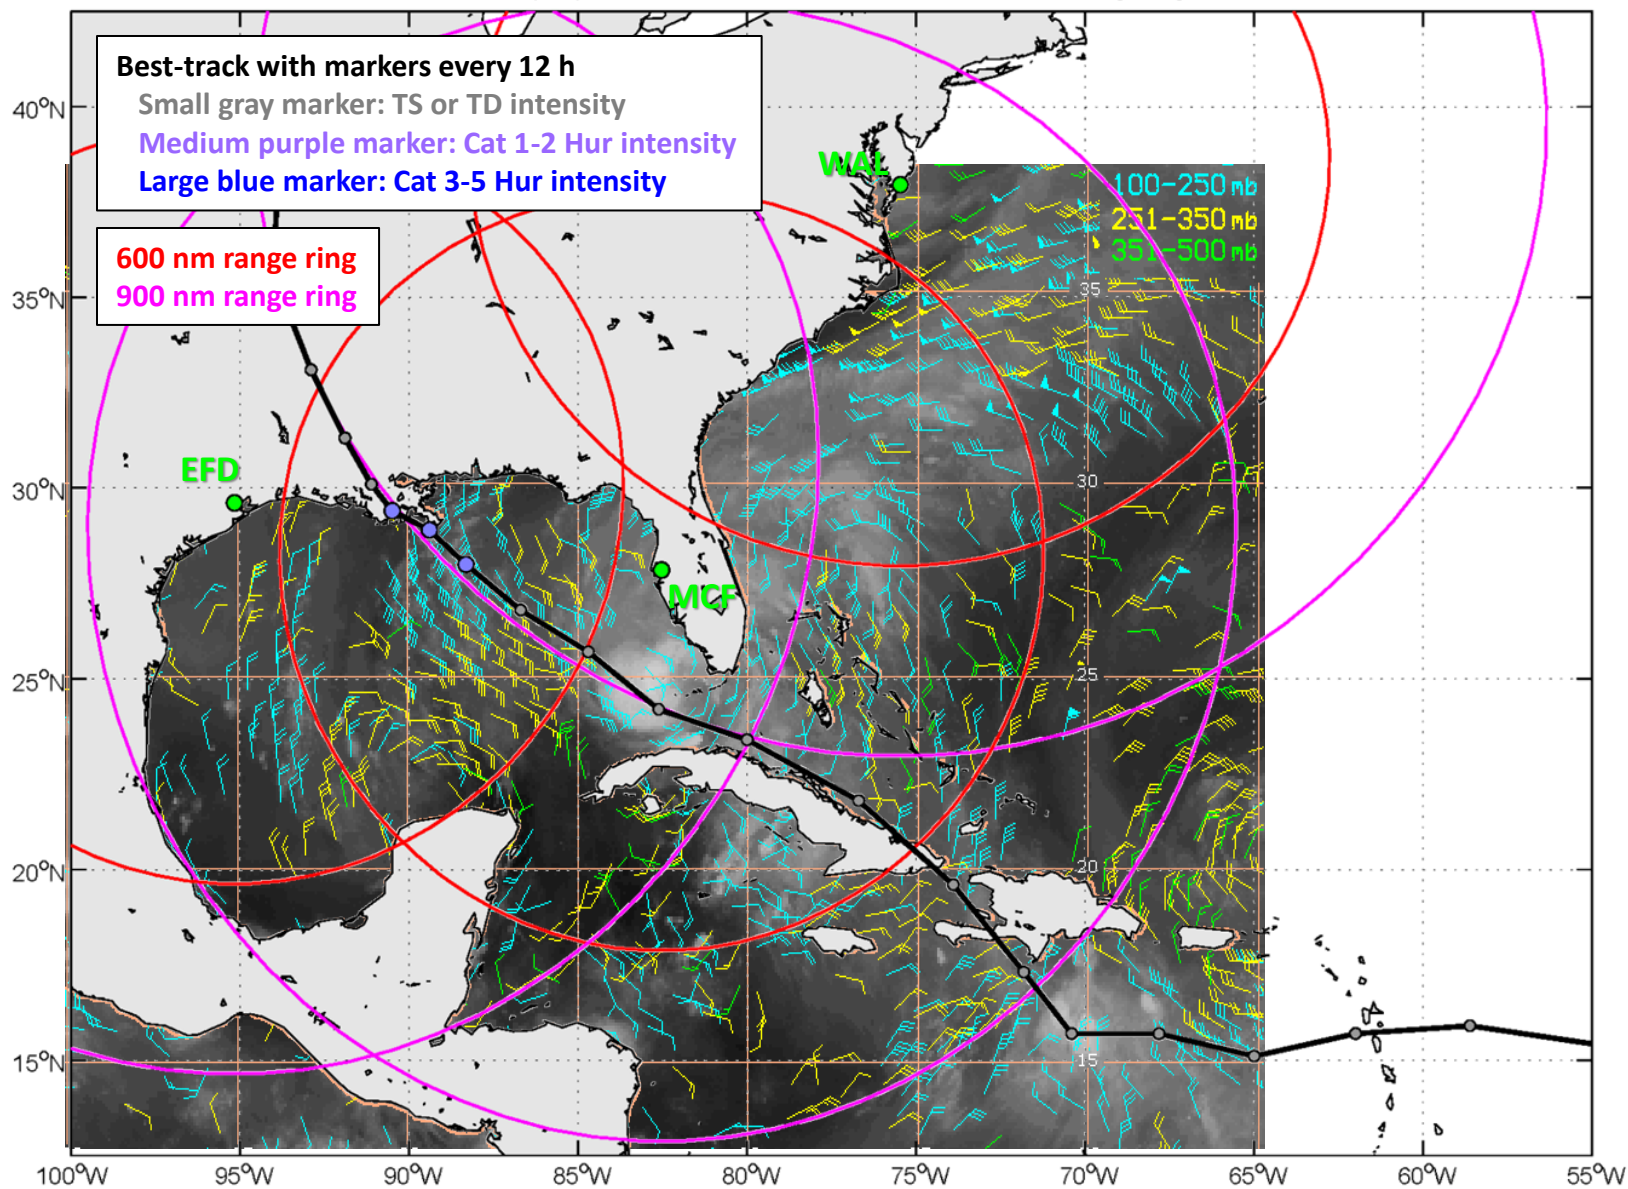 Best-track with markers every 12 h
Small gray marker: TS or TD intensity
Medium purple marker: Cat 1-2 Hur intensity
Large blue marker: Cat 3-5 Hur intensity
600 nm range ring
900 nm range ring
WAL
100-250 mb
251-350 mb
351-500 mb
EFD
MCF
40°N
35°N
30°N
25°N
20°N
15°N
35
30
25
20
15
100°W
95°W
90°W
85°W
80°W
75°W
70°W
65°W
60°W
55°W